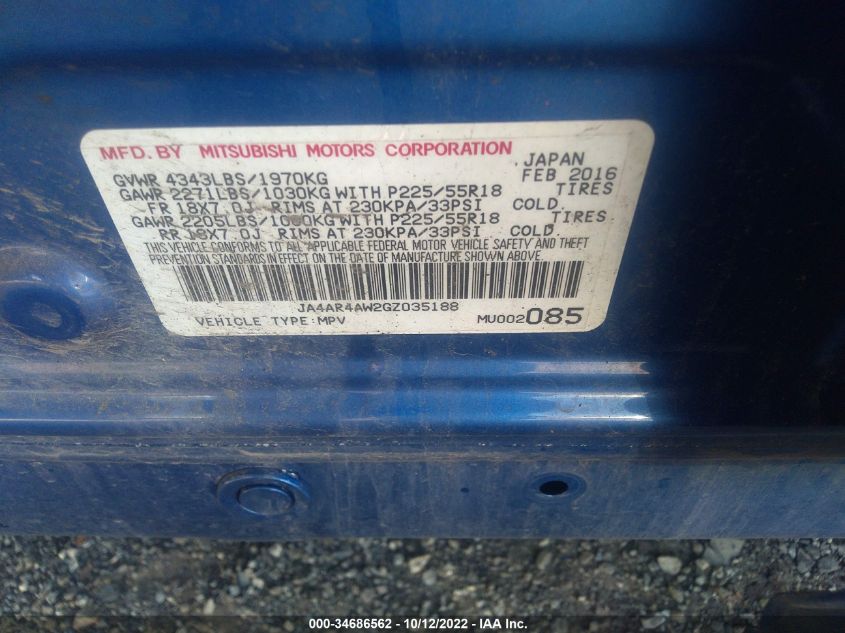 MFD. BY MITSUBISHI MOTORS CORPORATION JAPAN
GVWR 4343LBS/1970KG FEB 2016
GAWR 2271LBS/1030KG WITH P225/55R18 TIRES
FR 18X7.0J RIMS AT 230KPA/33PSI COLD.
GAWR 2205LBS/1000KG WITH P225/55R18 TIRES
RR 18X7.0J RIMS AT 230KPA/33PSI COLD.
THIS VEHICLE CONFORMS TO ALL APPLICABLE FEDERAL MOTOR VEHICLE SAFETY AND THEFT
PREVENTION STANDARDS IN EFFECT ON THE DATE OF MANUFACTURE SHOWN ABOVE.
JA4AR4AW2GZ035188
VEHICLE TYPE:MPV MU002085
000-34686562 - 10/12/2022 - IAAI.com